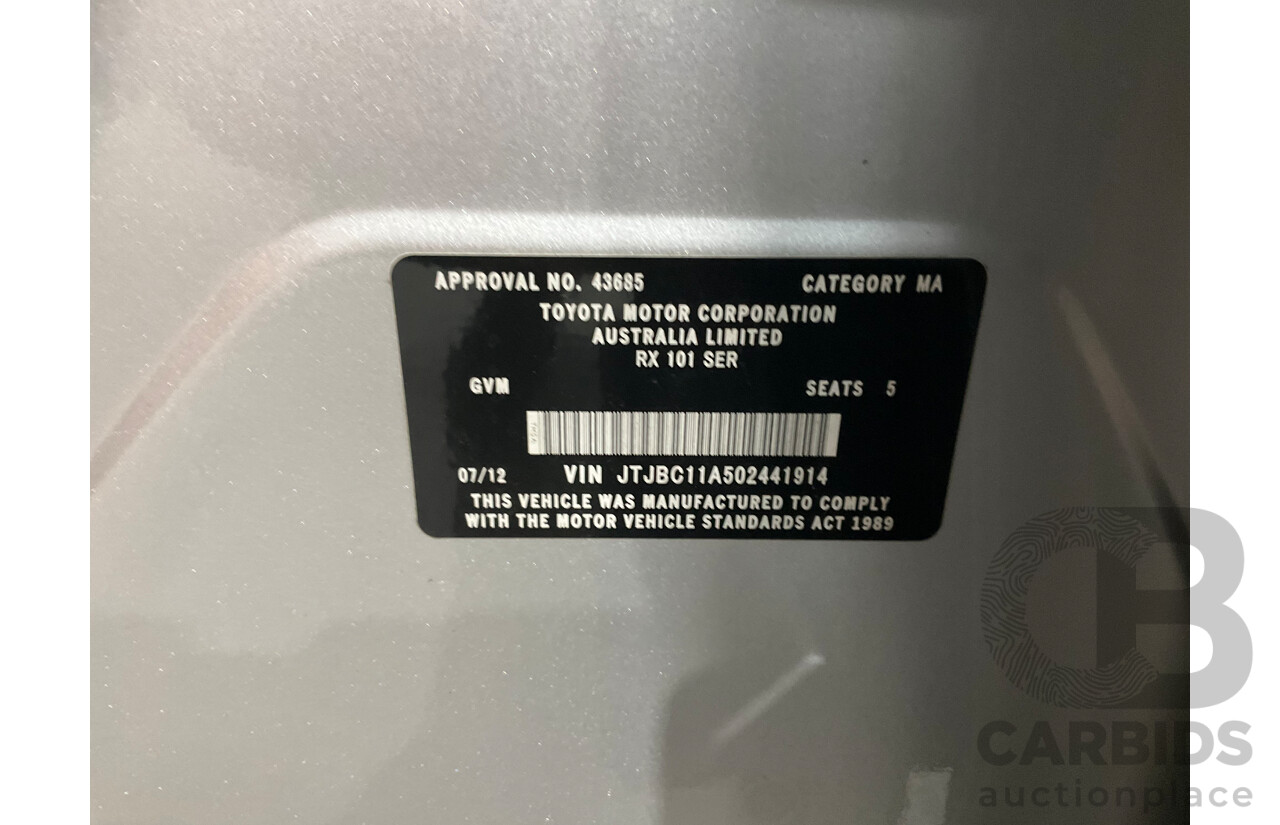 APPROVAL NO. 43685 CATEGORY MA
TOYOTA MOTOR CORPORATION
AUSTRALIA LIMITED
RX 101 SER
GVM SEATS 5
07/12 VIN JTJBC11A502441914
THIS VEHICLE WAS MANUFACTURED TO COMPLY
WITH THE MOTOR VEHICLE STANDARDS ACT 1989
CB
CARBIDS
auctionplace